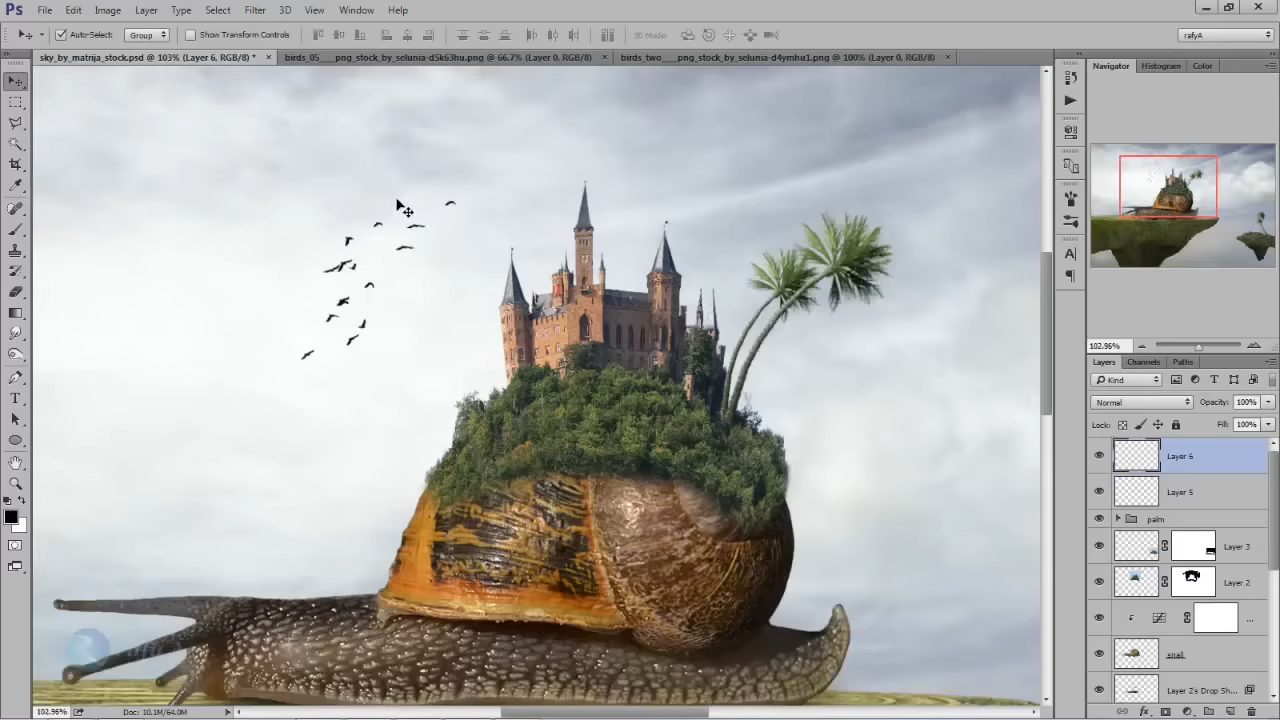 Ps File Edit Image Layer Type Select Filter 3D View Window Help
Auto-Select: Group Show Transform Controls 3D Mode: rafyA
sky_by_matrija_stock.psd @ 103% (Layer 6, RGB/8) * × birds_05___png_stock_by_selunia-d5k63hu.png @ 66.7% (Layer 0, RGB/8) × birds_two___png_stock_by_selunia-d4ymhu1.png @ 100% (Layer 0, RGB/8) ×
Navigator Histogram Color
102.96%
Layers Channels Paths
Kind
Normal Opacity: 100%
Lock: Fill: 100%
Layer 6
Layer 5
palm
Layer 3
Layer 2
...
snail
Layer 2's Drop Sh...
102.96% Doc: 10.1M/64.0M